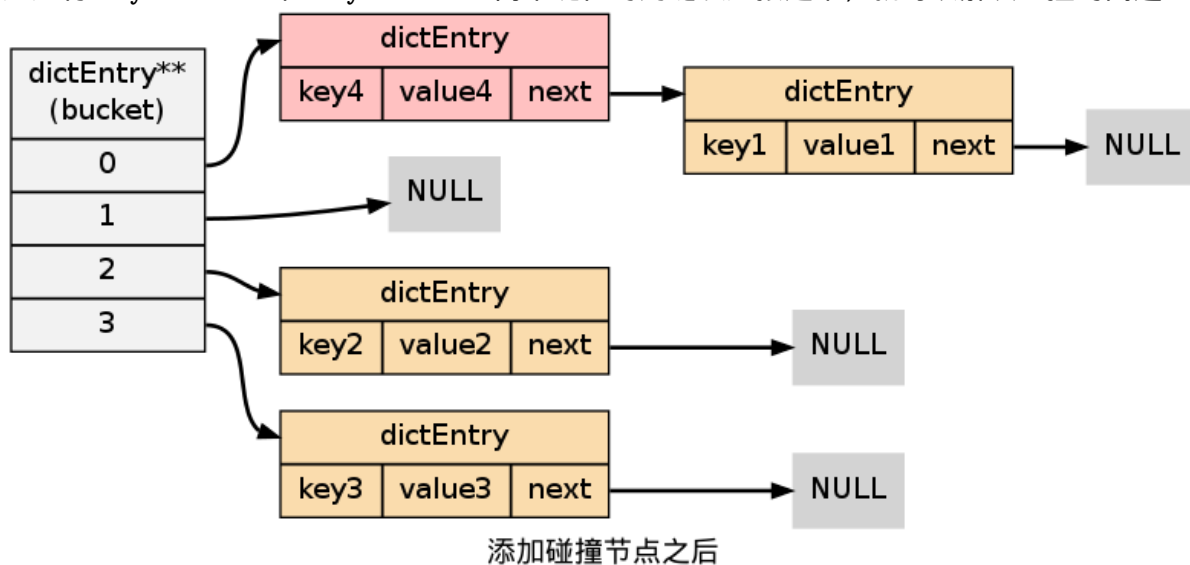 dictEntry**
(bucket)
0
1
2
3
dictEntry
key4 value4 next
dictEntry
key1 value1 next
NULL
NULL
dictEntry
key2 value2 next
NULL
dictEntry
key3 value3 next
NULL
添加碰撞节点之后